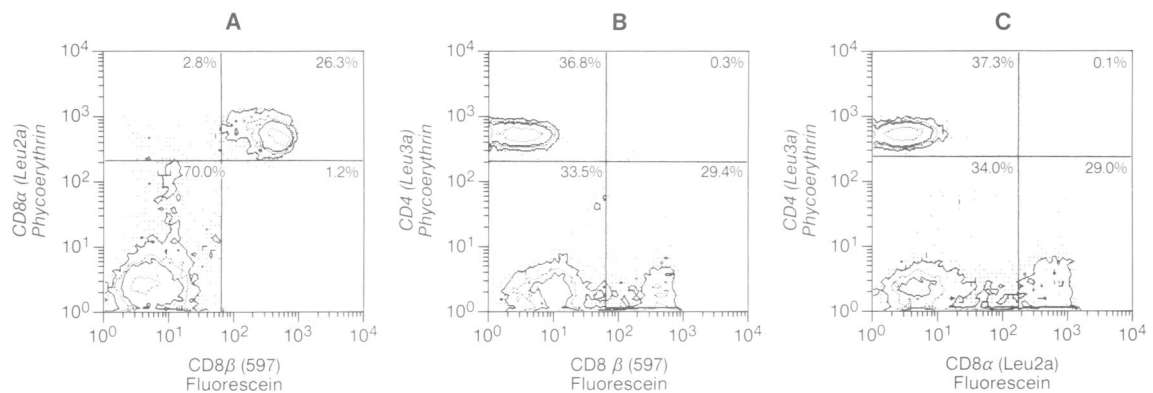 A
10⁴
10³
10²
10¹
10⁰
2.8%
26.3%
70.0%
1.2%
CD8α (Leu2a)
Phycoerythrin
10⁰ 10¹ 10² 10³ 10⁴
CD8β (597)
Fluorescein
B
10⁴
10³
10²
10¹
10⁰
36.8%
0.3%
33.5%
29.4%
CD4 (Leu3a)
Phycoerythrin
10⁰ 10¹ 10² 10³ 10⁴
CD8 β (597)
Fluorescein
C
10⁴
10³
10²
10¹
10⁰
37.3%
0.1%
34.0%
29.0%
CD4 (Leu3a)
Phycoerythrin
10⁰ 10¹ 10² 10³ 10⁴
CD8α (Leu2a)
Fluorescein